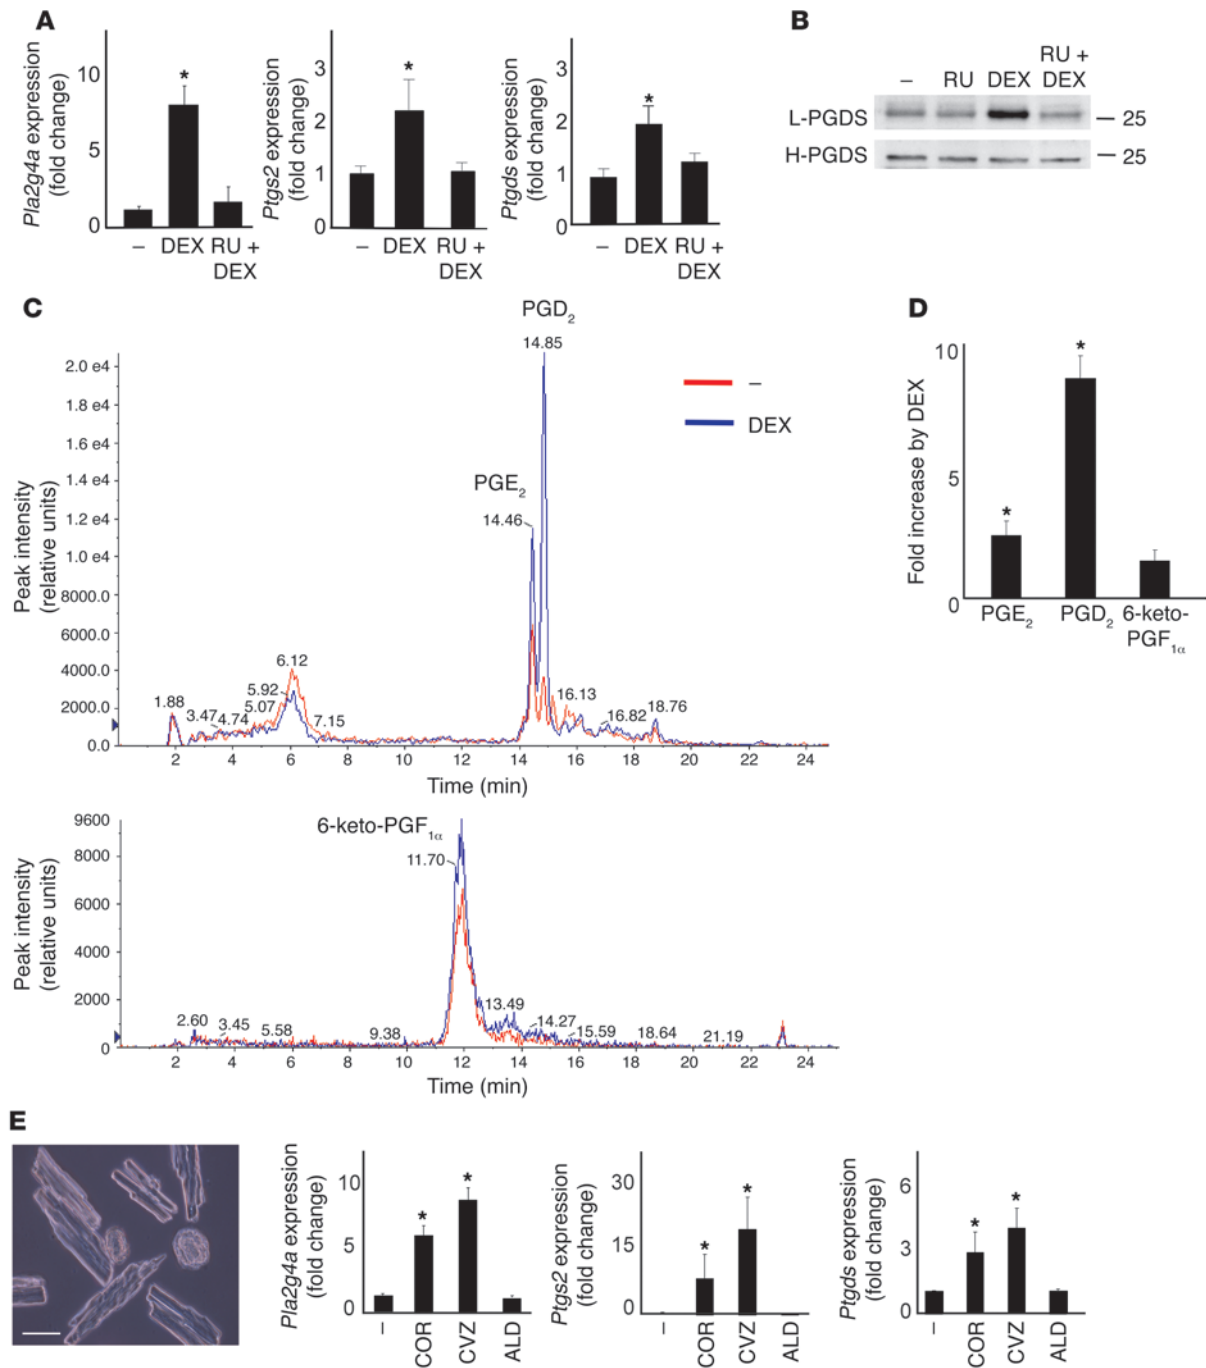 A
Pla2g4a expression
(fold change)
10
5
0
*
–
DEX
RU +
DEX
Ptgs2 expression
(fold change)
3
2
1
0
*
–
DEX
RU +
DEX
Ptgds expression
(fold change)
3
2
1
0
*
–
DEX
RU +
DEX
B
– RU DEX RU +
DEX
L-PGDS
– 25
H-PGDS
– 25
C
PGD2
14.85
PGE2
14.46
–
DEX
Peak intensity
(relative units)
2.0 e4
1.8 e4
1.6 e4
1.4 e4
1.2 e4
1.0 e4
8000.0
6000.0
4000.0
2000.0
0.0
1.88
3.47
4.74
5.07
5.92
6.12
7.15
16.13
16.82
18.76
2 4 6 8 10 12 14 16 18 20 22 24
Time (min)
6-keto-PGF1α
11.70
Peak intensity
(relative units)
9600
8000
6000
4000
2000
0
2.60
3.45
5.58
9.38
13.49
14.27
15.59
18.64
21.19
2 4 6 8 10 12 14 16 18 20 22 24
Time (min)
D
Fold increase by DEX
10
5
0
*
*
PGE2
PGD2
6-keto-
PGF1α
E
Pla2g4a expression
(fold change)
10
5
0
*
*
–
COR
CVZ
ALD
Ptgs2 expression
(fold change)
30
15
0
*
*
–
COR
CVZ
ALD
Ptgds expression
(fold change)
6
3
0
*
*
–
COR
CVZ
ALD